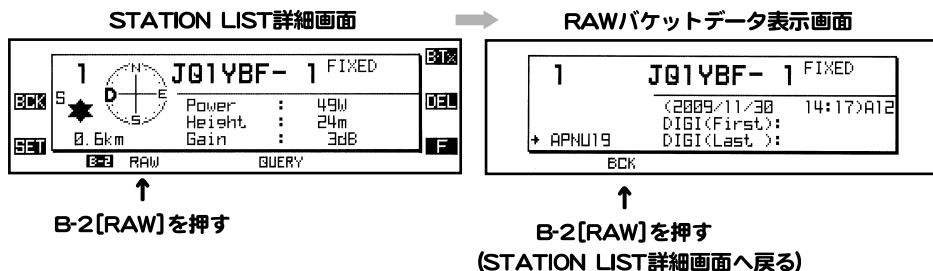 STATION LIST詳細画面
RAWパケットデータ表示画面
1 JQ1YBF- 1 FIXED
B-Tx
BCK S D N E S
Power : 49W
DEL
Height : 24m
SET 0.6km Gain : 3dB F
B-2 RAW QUERY
B-2[RAW]を押す
1 JQ1YBF- 1 FIXED
(2009/11/30 14:17)A12
DIGI(First):
→ APNU19 DIGI(Last ):
BCK
B-2[RAW]を押す
(STATION LIST詳細画面へ戻る)